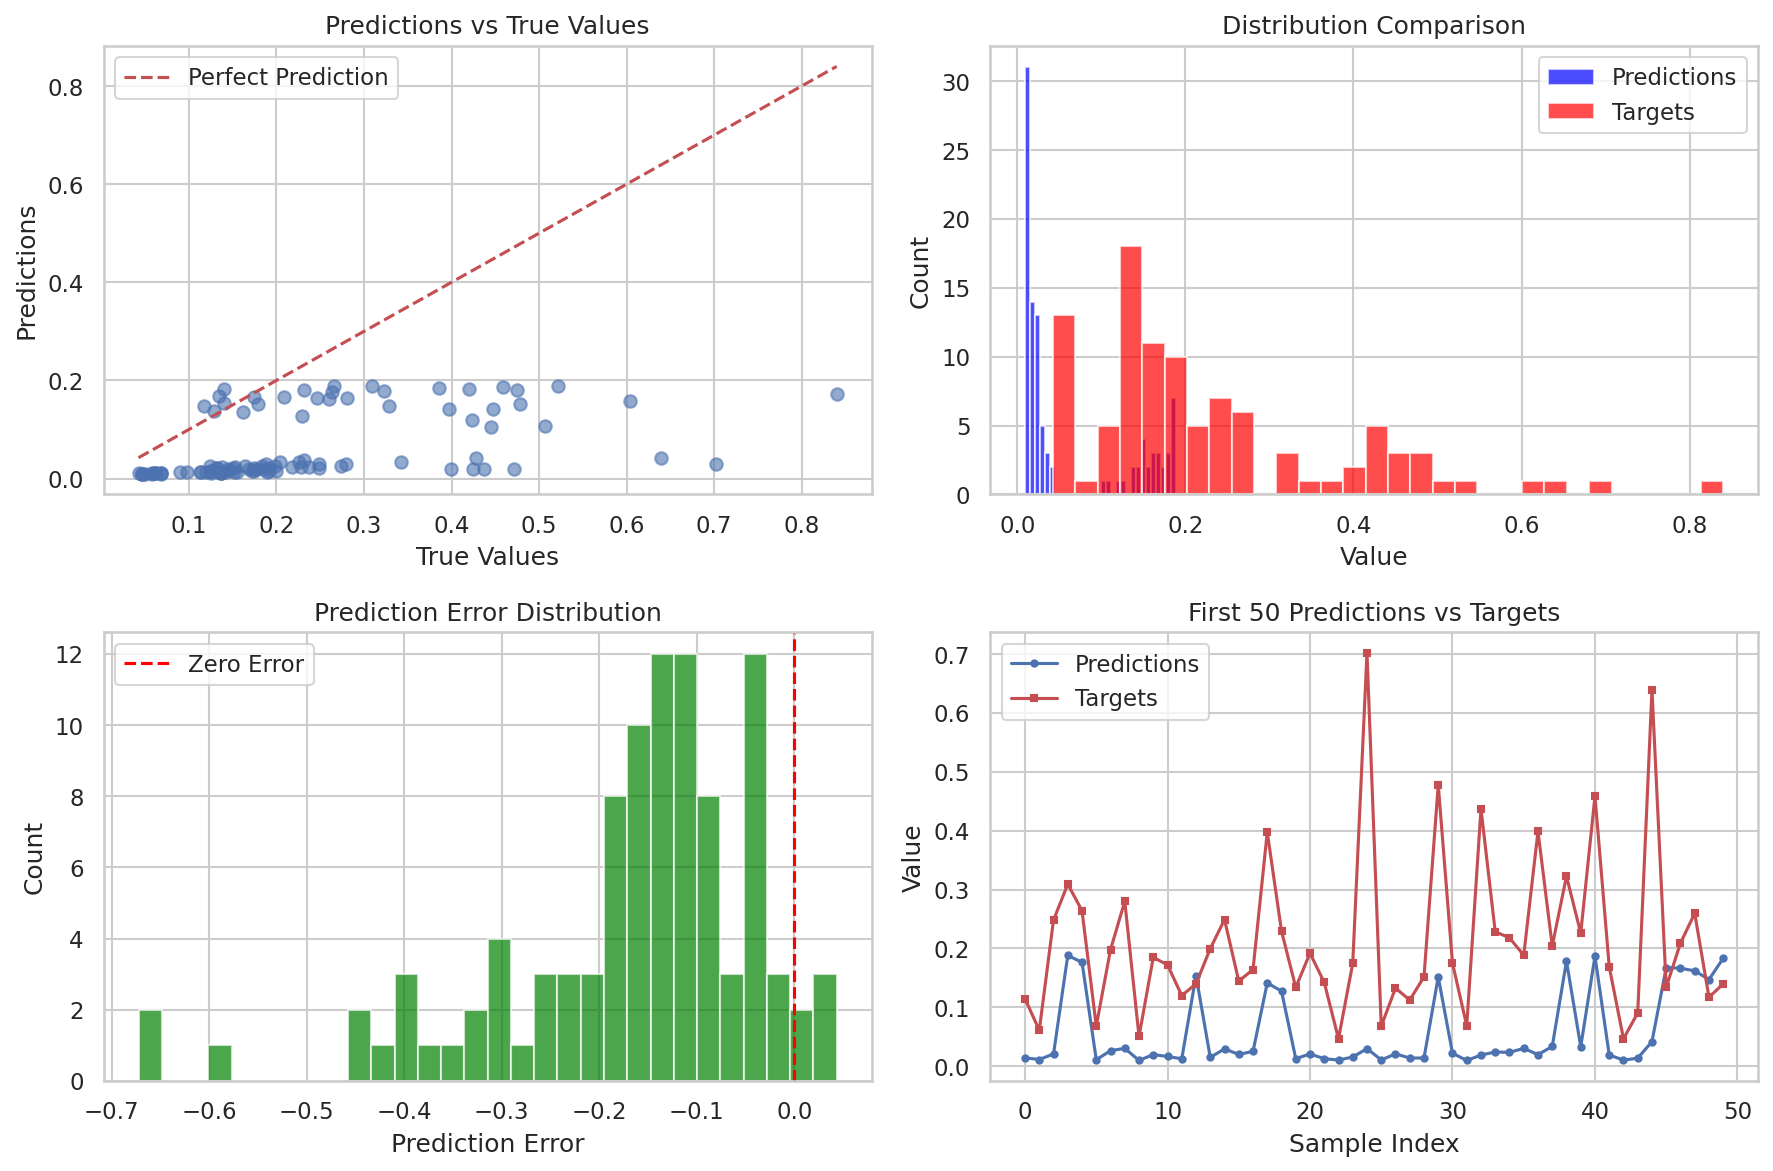 Predictions vs True Values
Perfect Prediction
0.8
0.6
0.4
0.2
0.0
Predictions
0.1 0.2 0.3 0.4 0.5 0.6 0.7 0.8
True Values
Distribution Comparison
Predictions
Targets
30
25
20
15
10
5
0
Count
0.0 0.2 0.4 0.6 0.8
Value
Prediction Error Distribution
Zero Error
12
10
8
6
4
2
0
Count
−0.7 −0.6 −0.5 −0.4 −0.3 −0.2 −0.1 0.0
Prediction Error
First 50 Predictions vs Targets
Predictions
Targets
0.7
0.6
0.5
0.4
0.3
0.2
0.1
0.0
Value
0 10 20 30 40 50
Sample Index